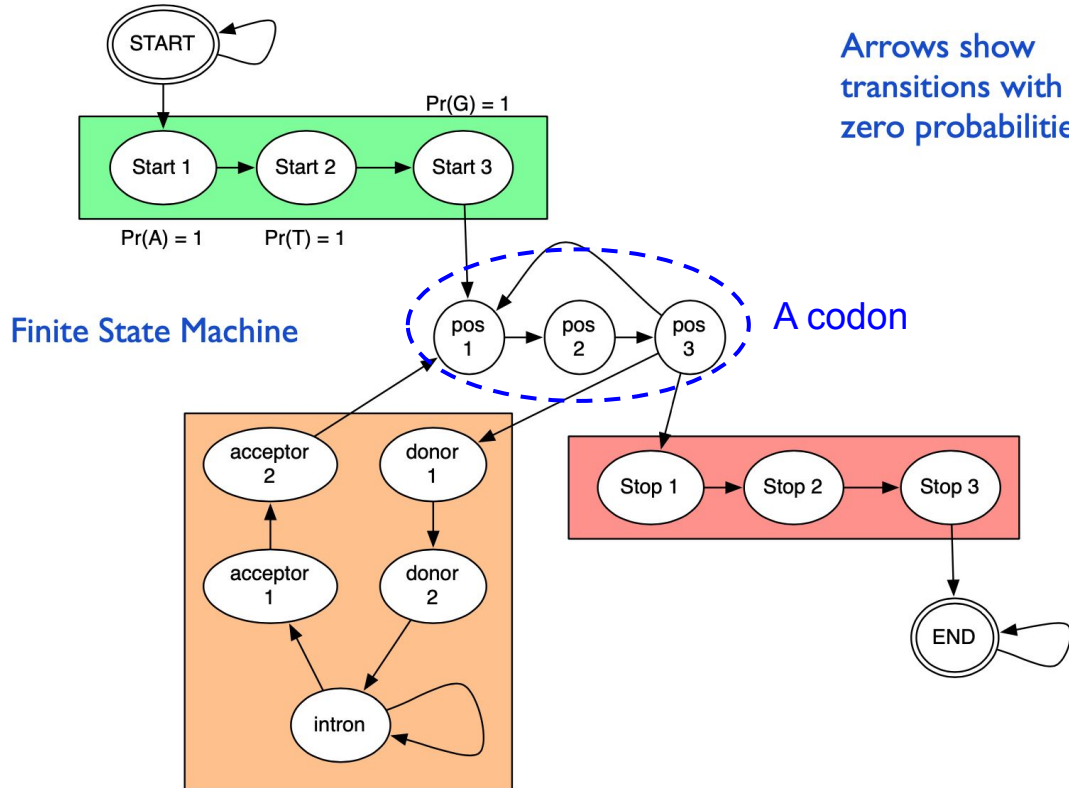 START
Arrows show
transitions with
zero probabilitie
Pr(G) = 1
Start 1
Start 2
Start 3
Pr(A) = 1
Pr(T) = 1
Finite State Machine
pos
1
pos
2
pos
3
A codon
acceptor
2
donor
1
acceptor
1
donor
2
intron
Stop 1
Stop 2
Stop 3
END